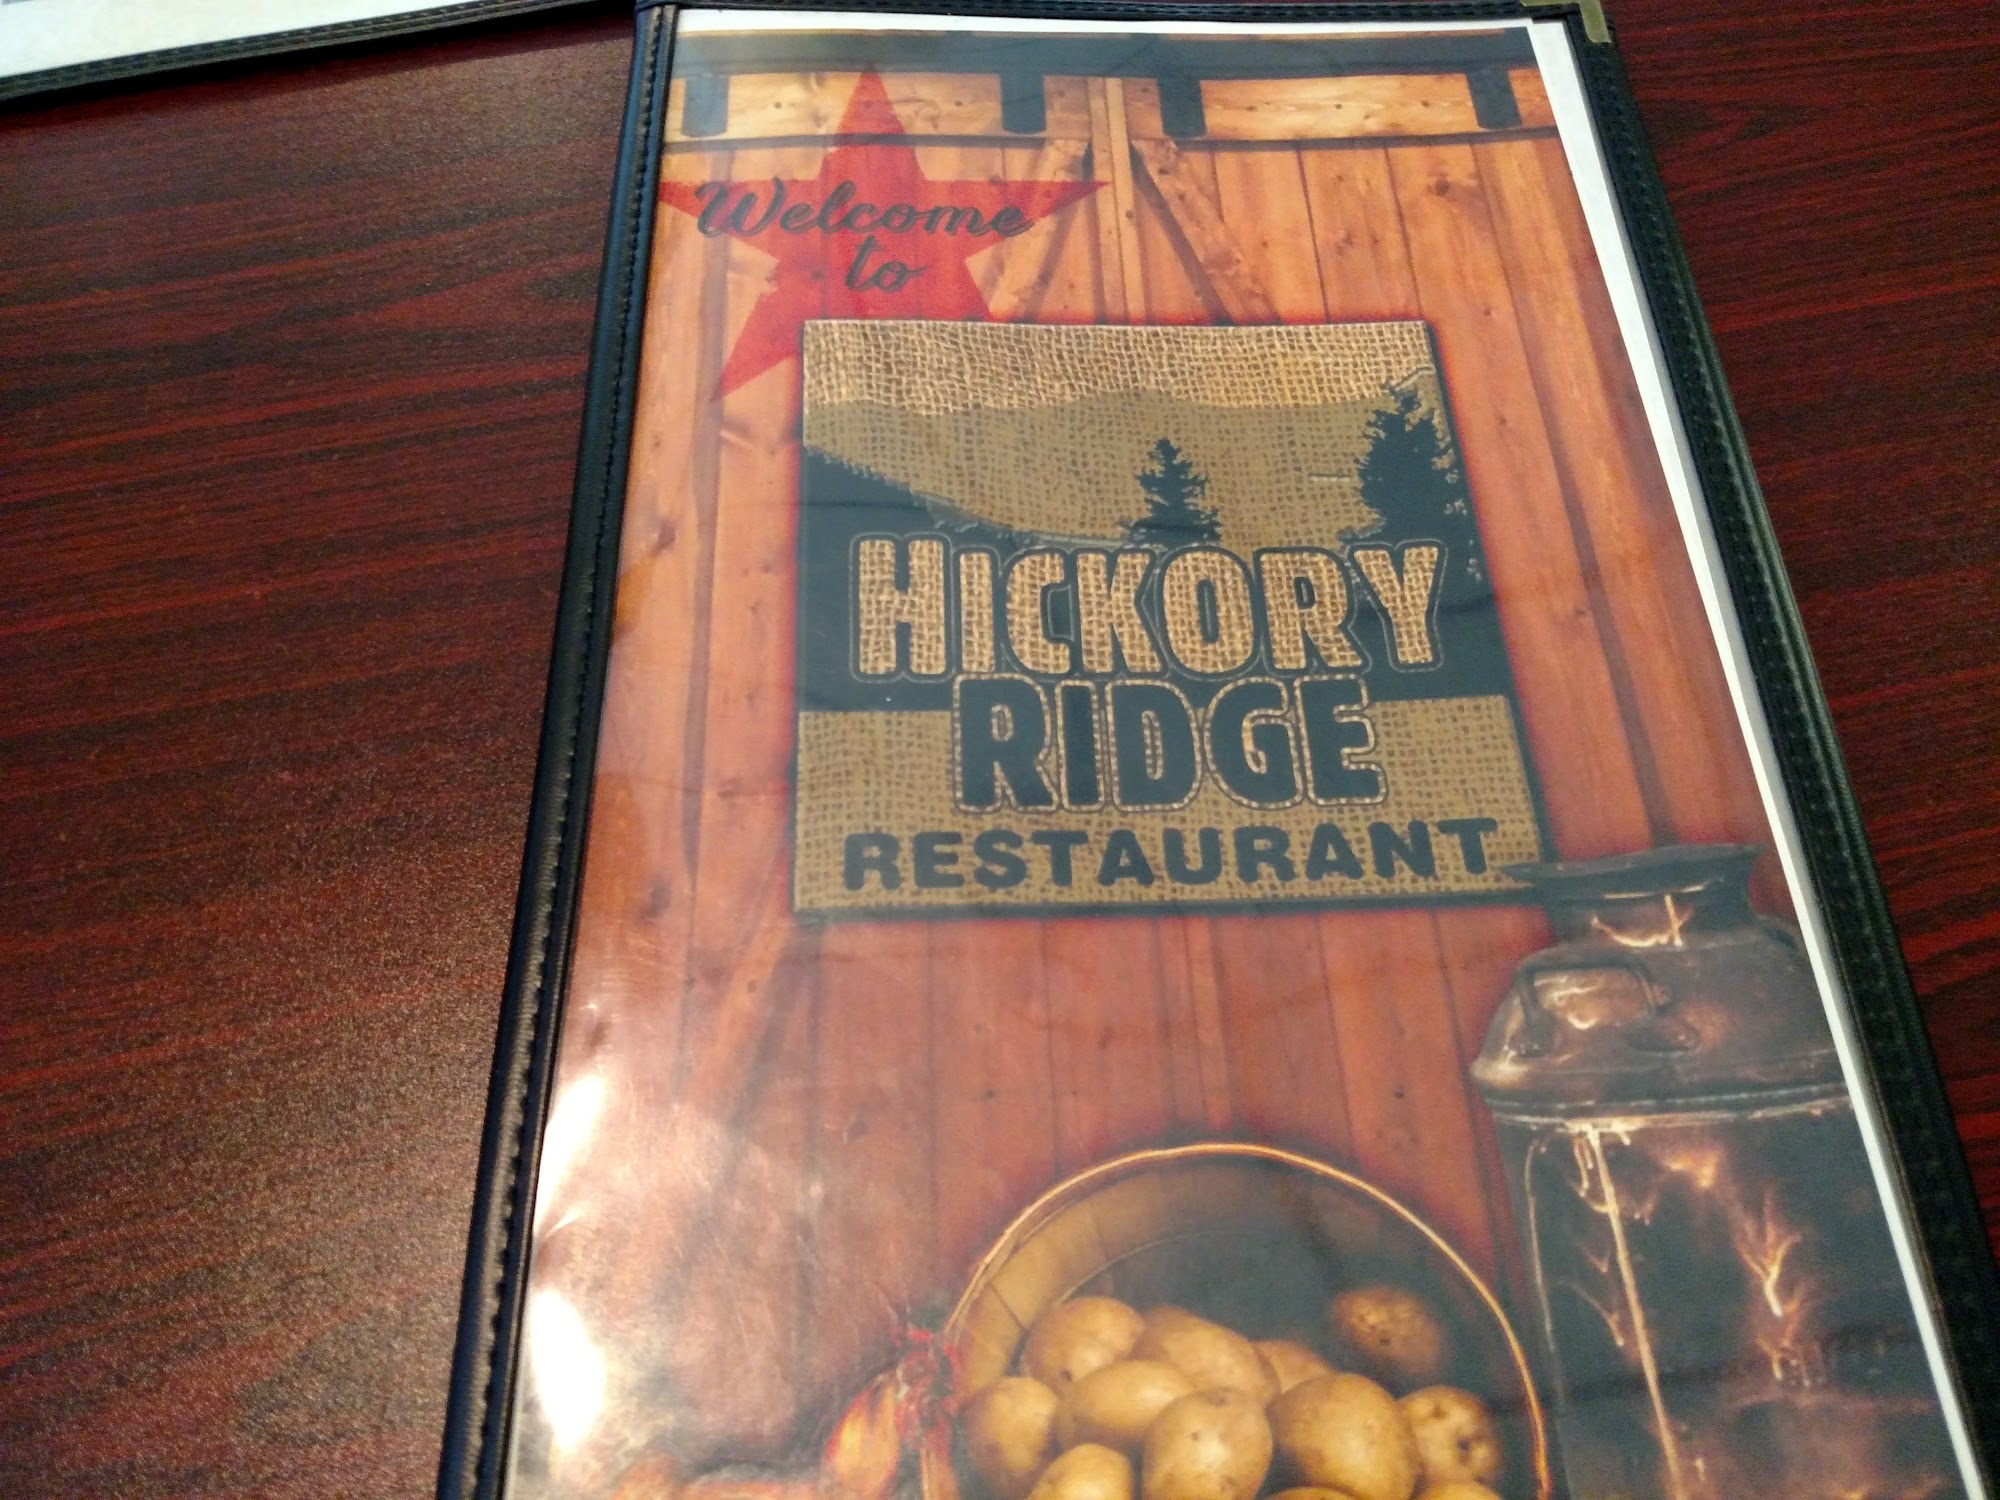 Welcome
to
HICKORY
RIDGE
RESTAURANT